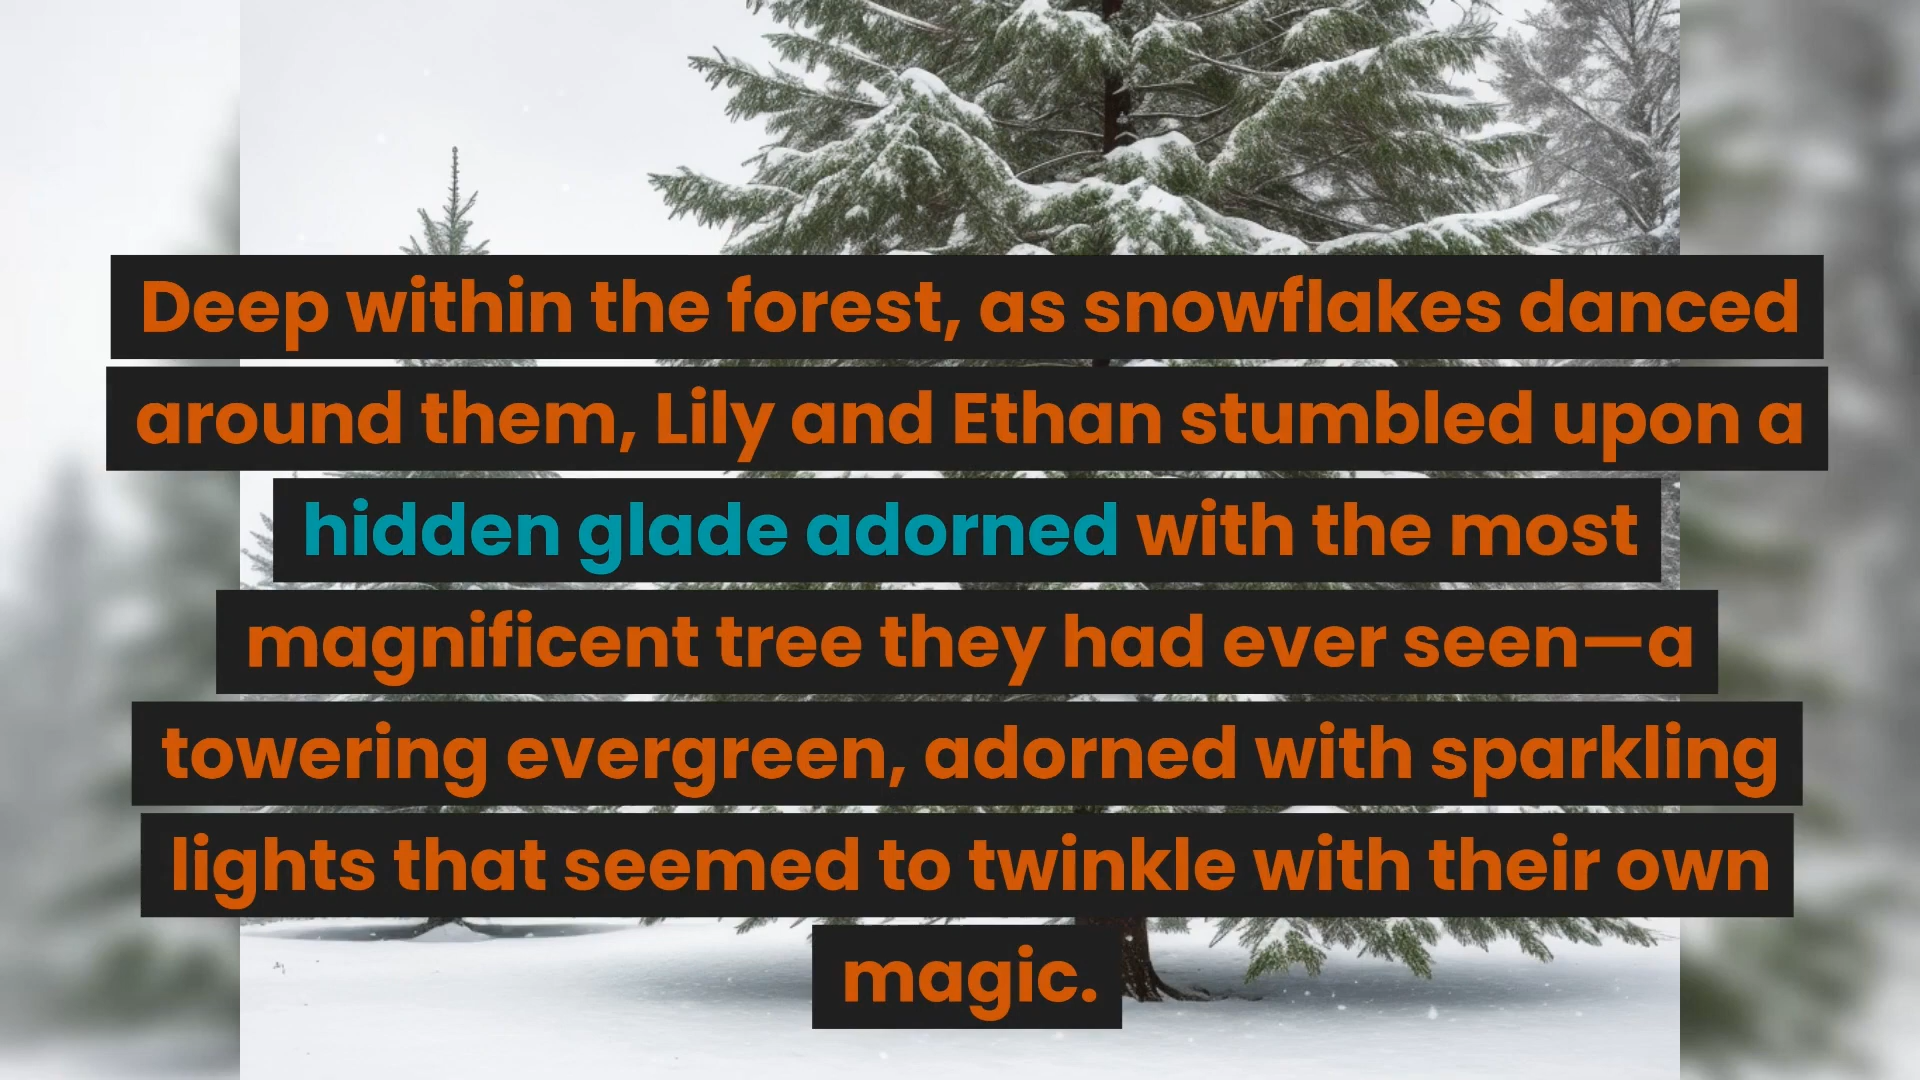 Deep within the forest, as snowflakes danced
around them, Lily and Ethan stumbled upon a
hidden glade adorned with the most
magnificent tree they had ever seen—a
towering evergreen, adorned with sparkling
lights that seemed to twinkle with their own
magic.